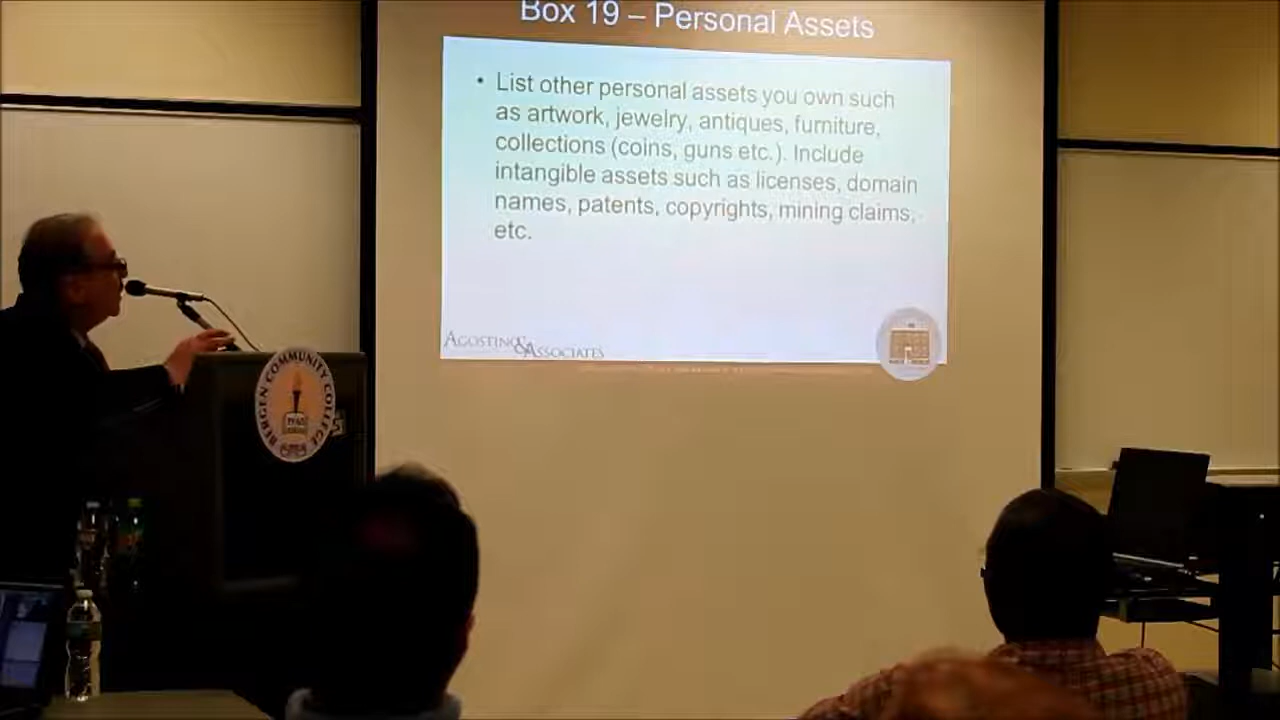 Box 19 – Personal Assets
• List other personal assets you own such
as artwork, jewelry, antiques, furniture,
collections (coins, guns etc.). Include
intangible assets such as licenses, domain
names, patents, copyrights, mining claims,
etc.
AGOSTINO & ASSOCIATES
BERGEN COMMUNITY COLLEGE